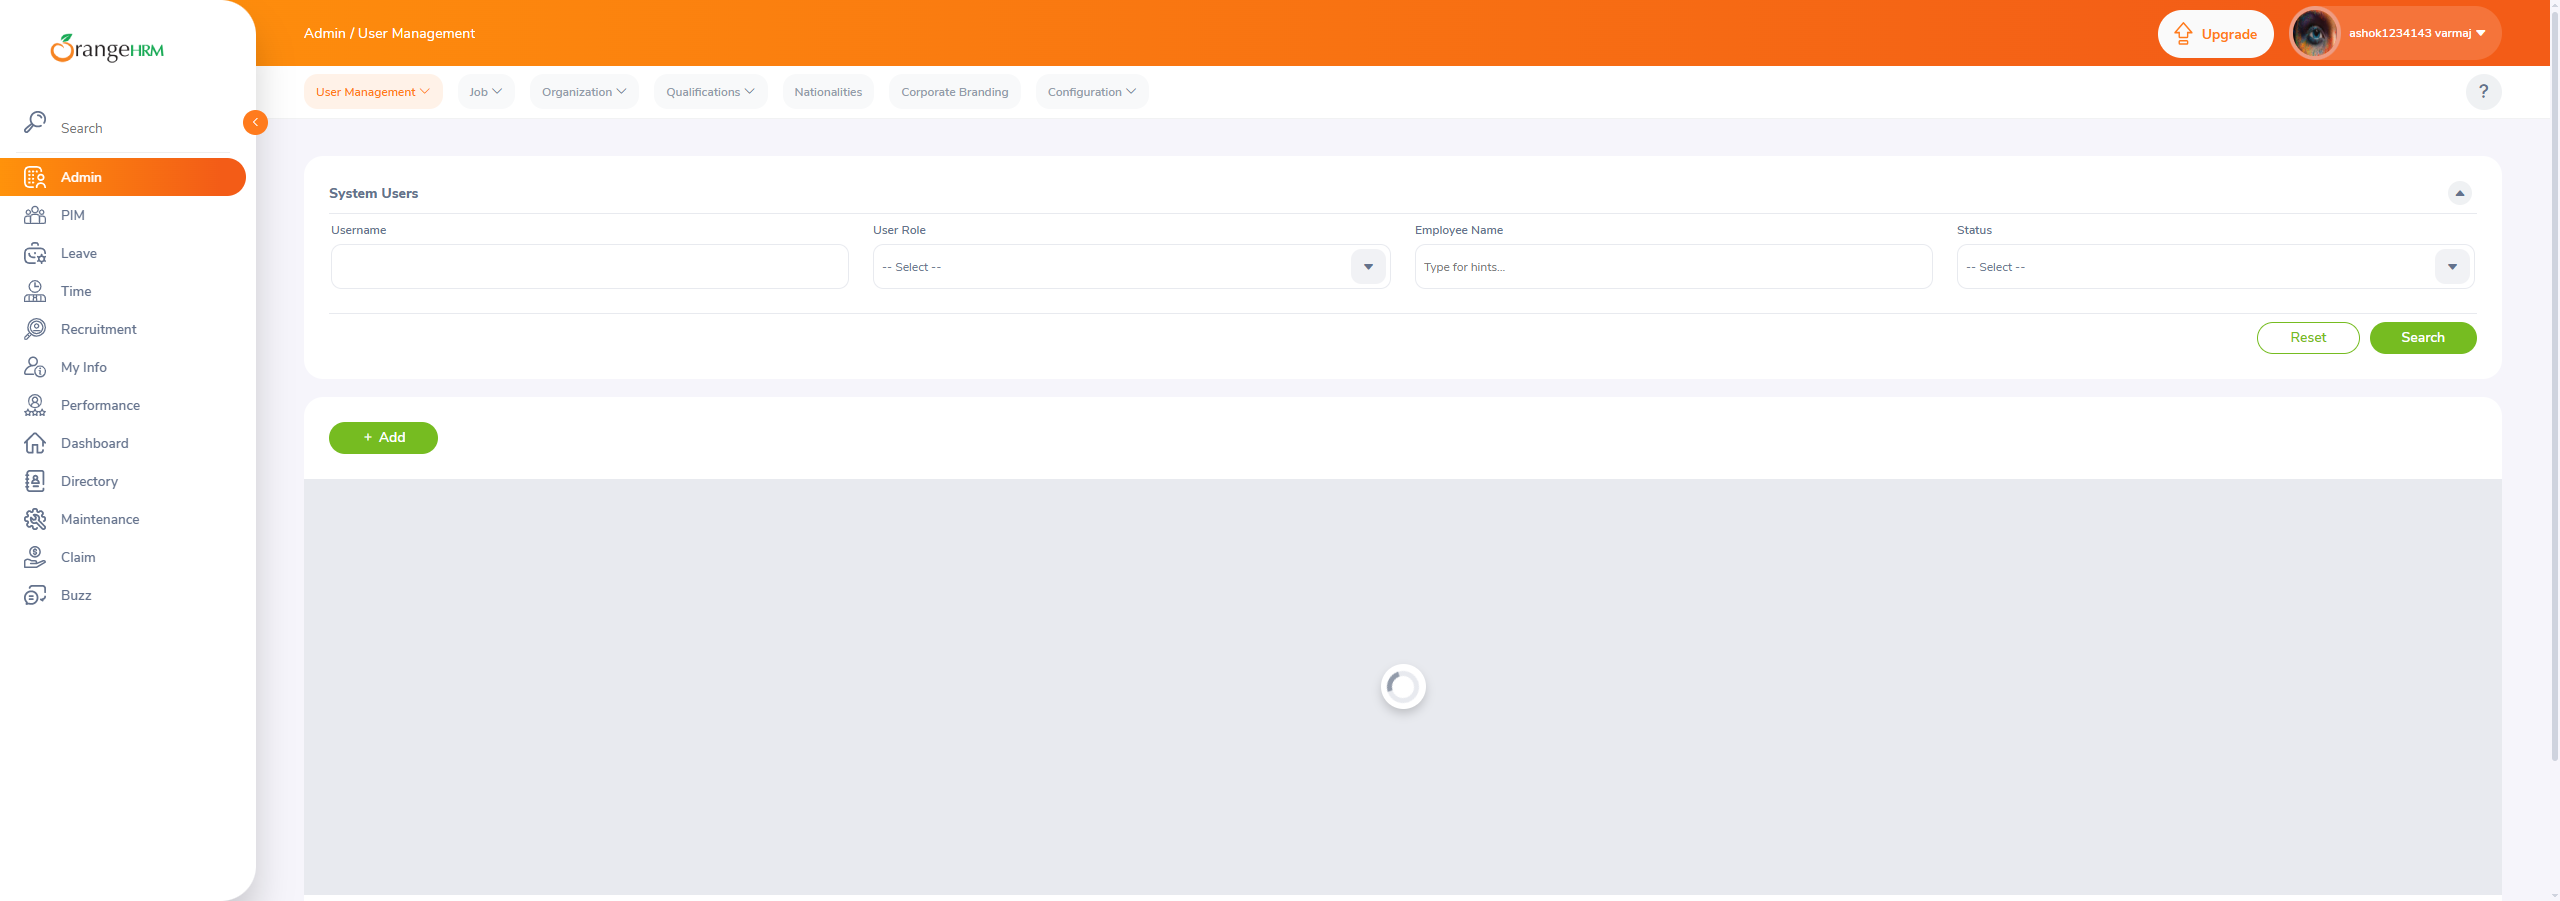 OrangeHRM
Admin / User Management
Upgrade
ashok1234143 varmaj
User Management
Job
Organization
Qualifications
Nationalities
Corporate Branding
Configuration
?
Search
Admin
PIM
Leave
Time
Recruitment
My Info
Performance
Dashboard
Directory
Maintenance
Claim
Buzz
System Users
Username
User Role
Employee Name
Status
-- Select --
Type for hints...
-- Select --
Reset
Search
+ Add